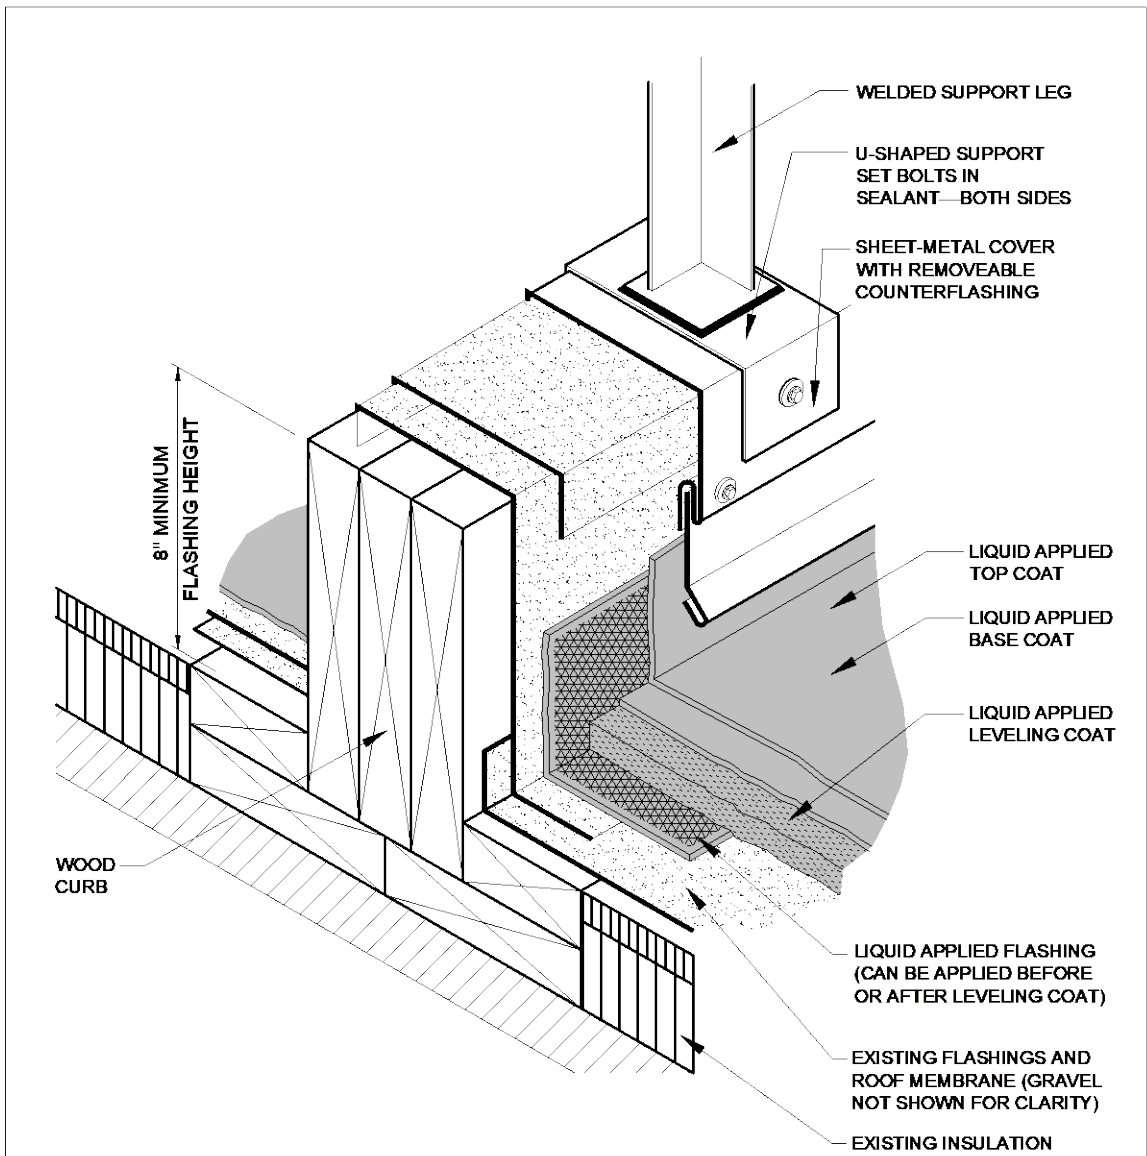 WELDED SUPPORT LEG
U-SHAPED SUPPORT
SET BOLTS IN
SEALANT—BOTH SIDES
SHEET-METAL COVER
WITH REMOVEABLE
COUNTERFLASHING
8" MINIMUM
FLASHING HEIGHT
LIQUID APPLIED
TOP COAT
LIQUID APPLIED
BASE COAT
LIQUID APPLIED
LEVELING COAT
WOOD
CURB
LIQUID APPLIED FLASHING
(CAN BE APPLIED BEFORE
OR AFTER LEVELING COAT)
EXISTING FLASHINGS AND
ROOF MEMBRANE (GRAVEL
NOT SHOWN FOR CLARITY)
EXISTING INSULATION